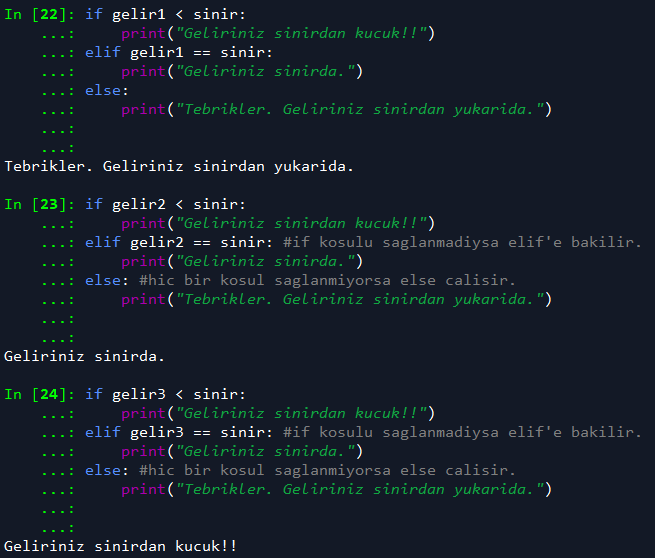 In [22]: if gelir1 < sinir:
    ...:     print("Geliriniz sinirdan kucuk!!")
    ...: elif gelir1 == sinir:
    ...:     print("Geliriniz sinirda.")
    ...: else:
    ...:     print("Tebrikler. Geliriniz sinirdan yukarida.")
    ...:
    ...:
Tebrikler. Geliriniz sinirdan yukarida.
In [23]: if gelir2 < sinir:
    ...:     print("Geliriniz sinirdan kucuk!!")
    ...: elif gelir2 == sinir: #if kosulu saglanmadiysa elif'e bakilir.
    ...:     print("Geliriniz sinirda.")
    ...: else: #hic bir kosul saglanmiyorsa else calisir.
    ...:     print("Tebrikler. Geliriniz sinirdan yukarida.")
    ...:
    ...:
Geliriniz sinirda.
In [24]: if gelir3 < sinir:
    ...:     print("Geliriniz sinirdan kucuk!!")
    ...: elif gelir3 == sinir: #if kosulu saglanmadiysa elif'e bakilir.
    ...:     print("Geliriniz sinirda.")
    ...: else: #hic bir kosul saglanmiyorsa else calisir.
    ...:     print("Tebrikler. Geliriniz sinirdan yukarida.")
    ...:
    ...:
Geliriniz sinirdan kucuk!!